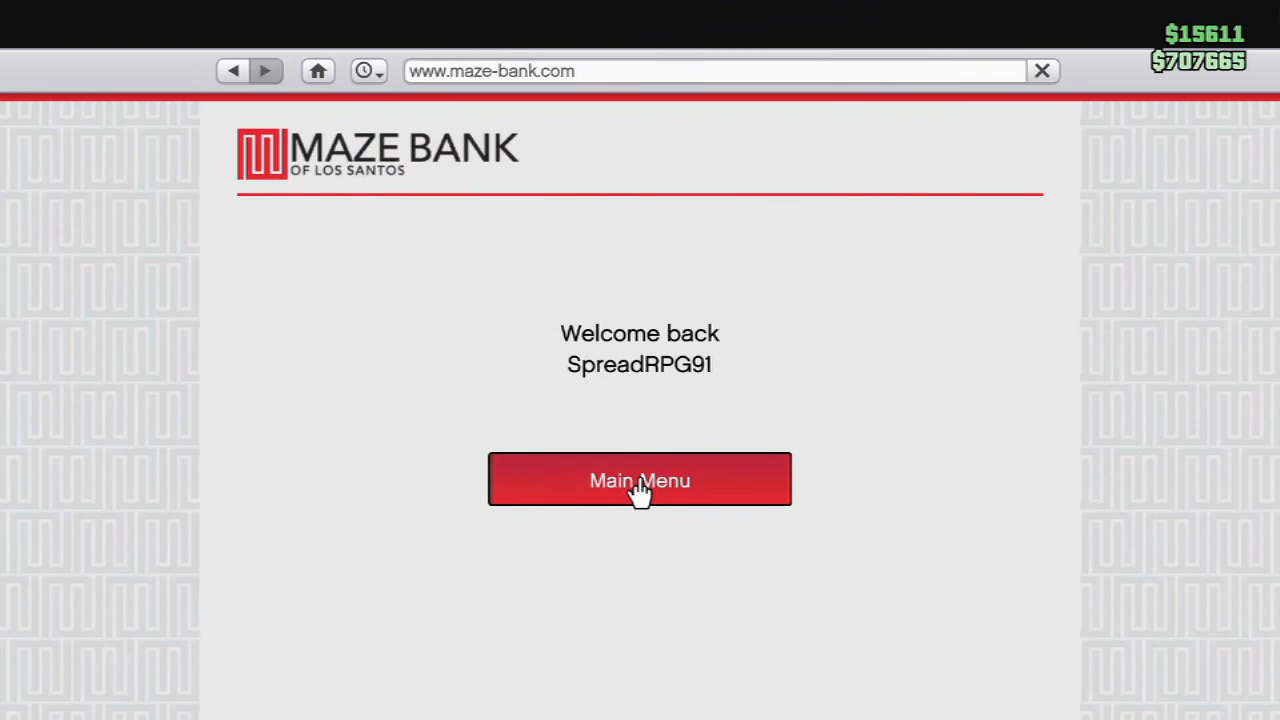 $15611
$707665
www.maze-bank.com
MAZE BANK
OF LOS SANTOS
Welcome back
SpreadRPG91
Main Menu